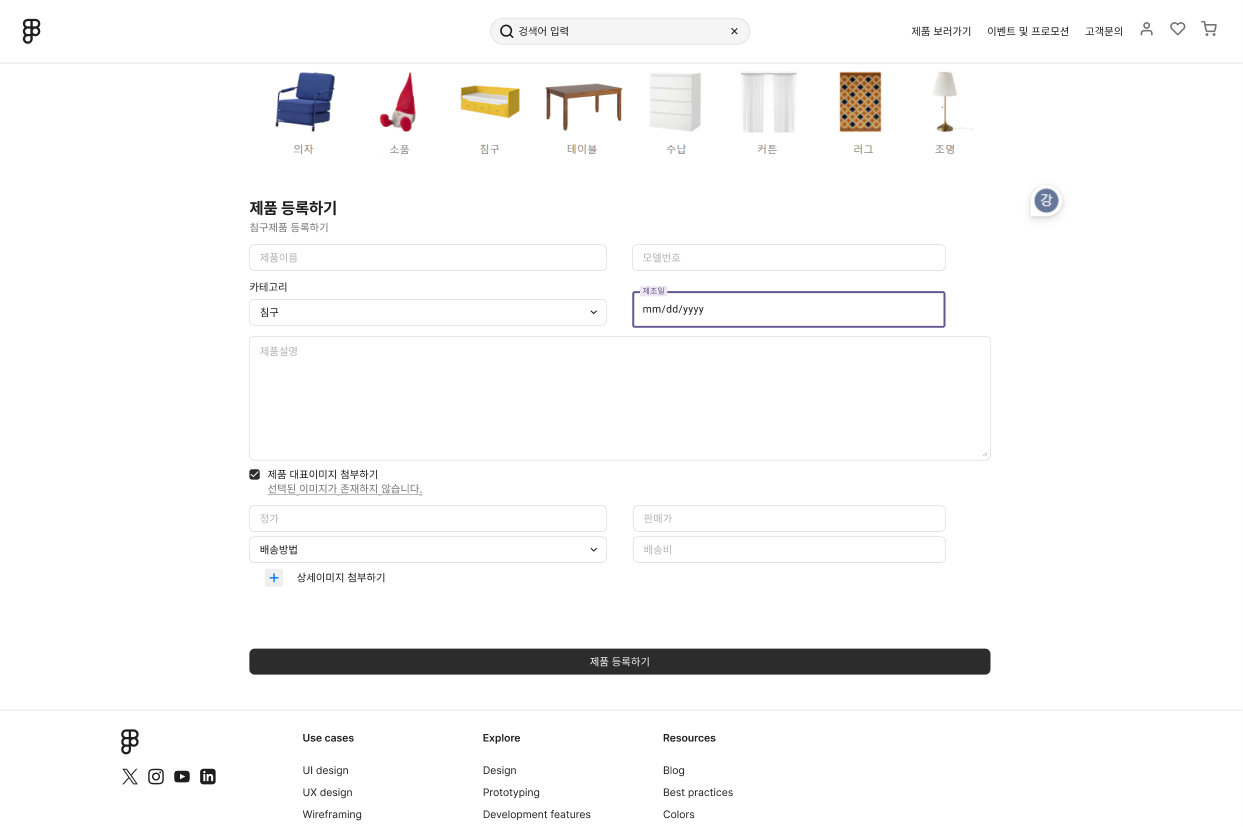 검색어 입력
제품 보러가기 이벤트 및 프로모션 고객문의
의자 소품 침구 테이블 수납 커튼 러그 조명
강
제품 등록하기
침구제품 등록하기
제품이름 모델번호
카테고리
제조일
침구 mm/dd/yyyy
제품설명
제품 대표이미지 첨부하기
선택된 이미지가 존재하지 않습니다.
정가 판매가
배송방법 배송비
상세이미지 첨부하기
제품 등록하기
Use cases Explore Resources
UI design Design Blog
UX design Prototyping Best practices
Wireframing Development features Colors